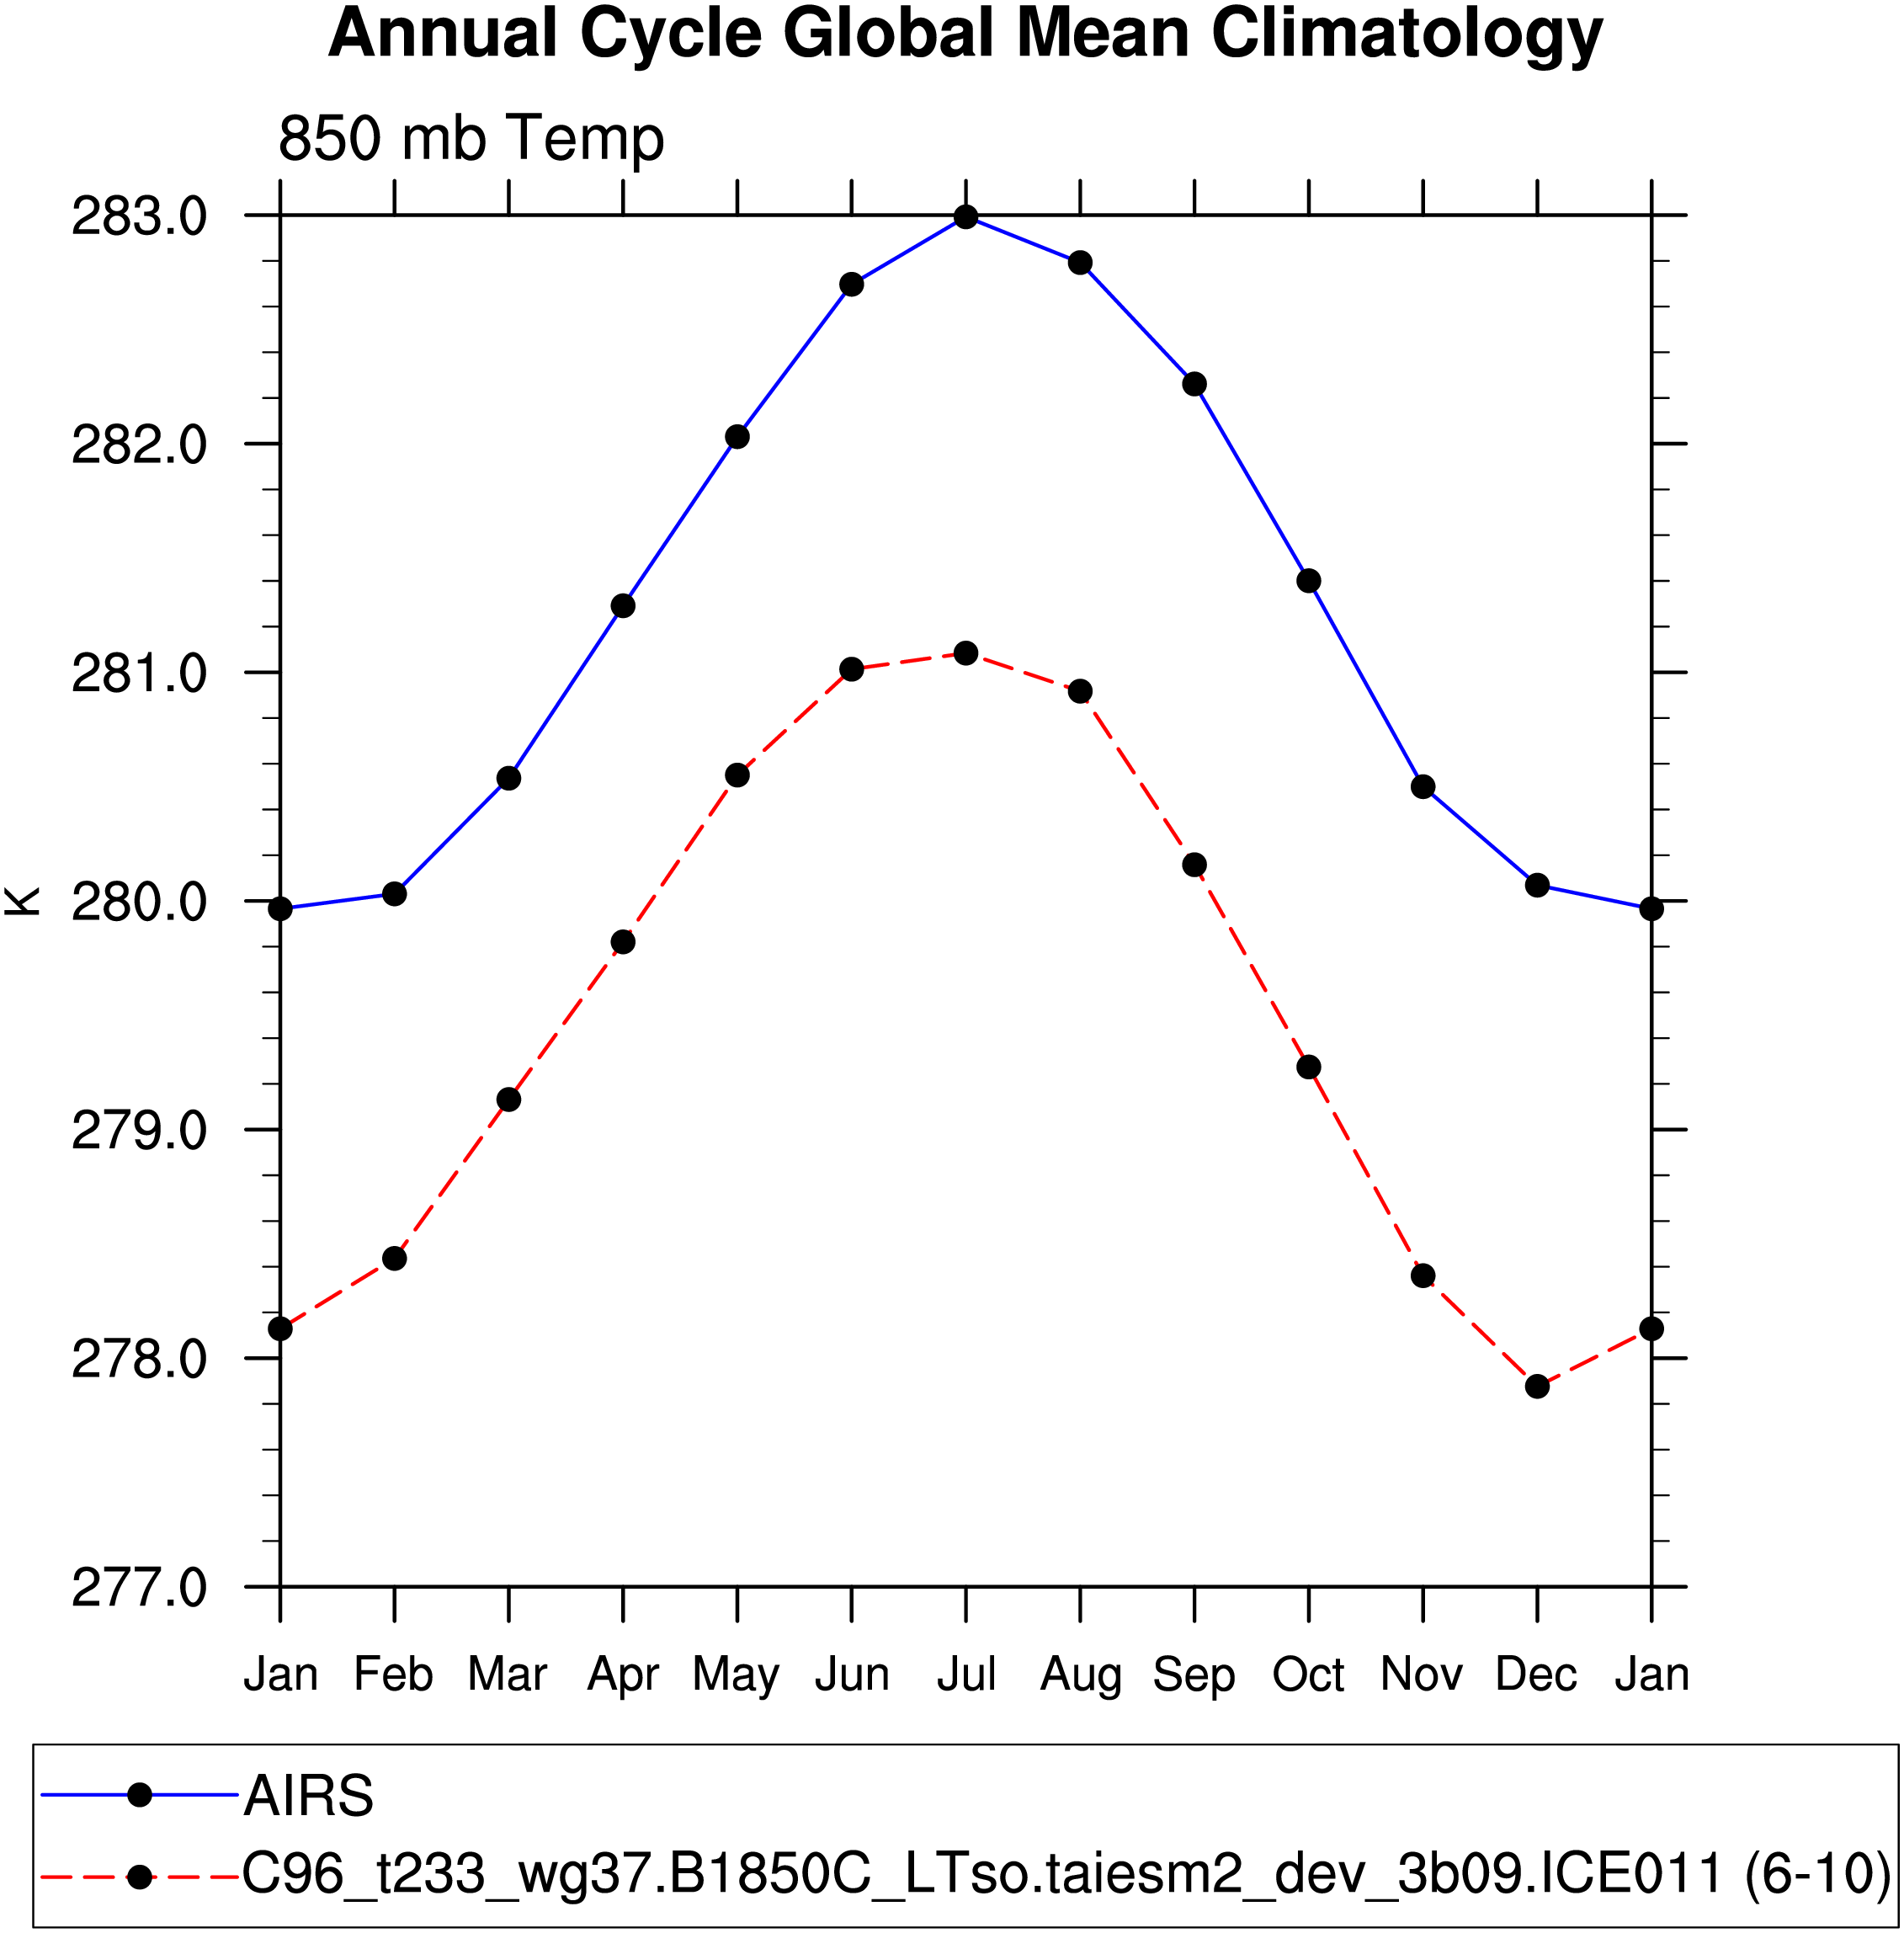 Annual Cycle Global Mean Climatology
850 mb Temp
283.0
282.0
281.0
280.0
279.0
278.0
277.0
K
Jan Feb Mar Apr May Jun Jul Aug Sep Oct Nov Dec Jan
AIRS
C96_t233_wg37.B1850C_LTso.taiesm2_dev_3b09.ICE011 (6-10)